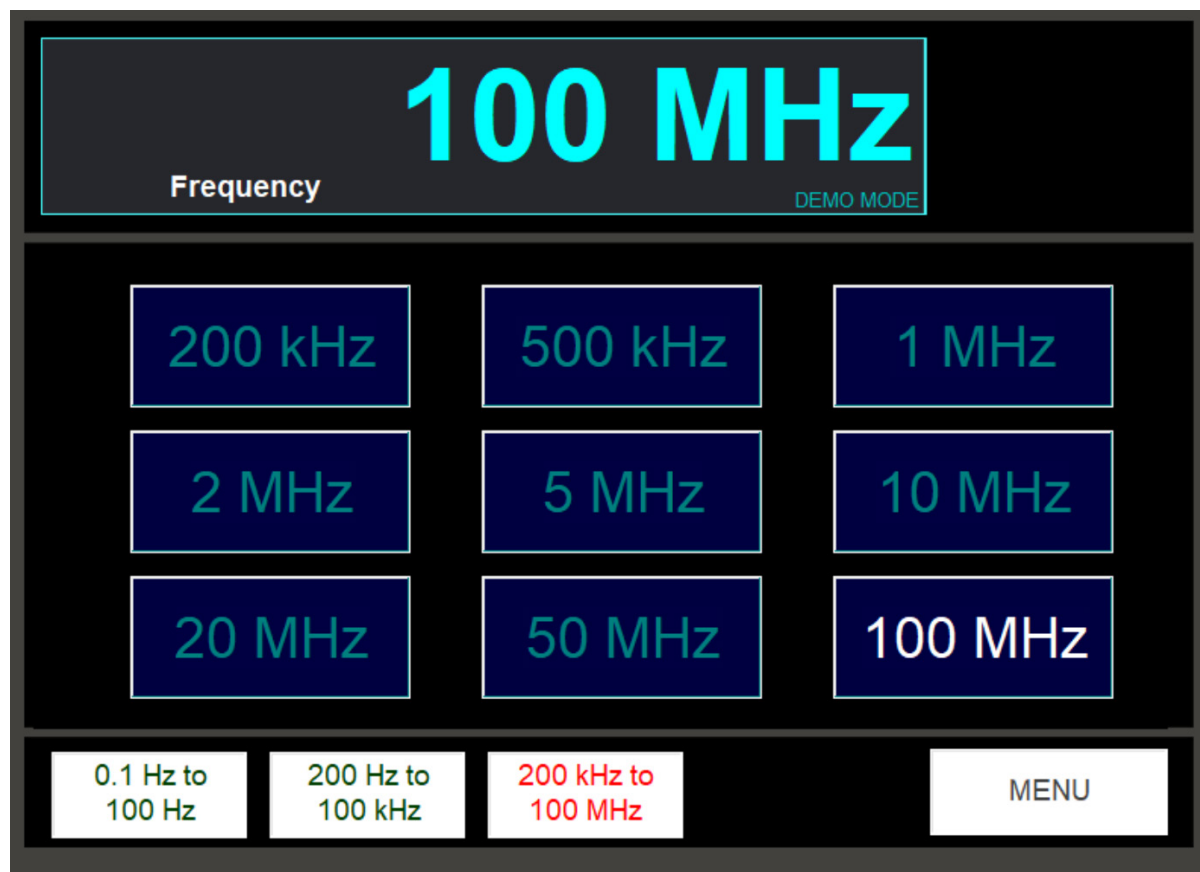 100 MHz
Frequency
DEMO MODE
200 kHz
500 kHz
1 MHz
2 MHz
5 MHz
10 MHz
20 MHz
50 MHz
100 MHz
0.1 Hz to
100 Hz
200 Hz to
100 kHz
200 kHz to
100 MHz
MENU